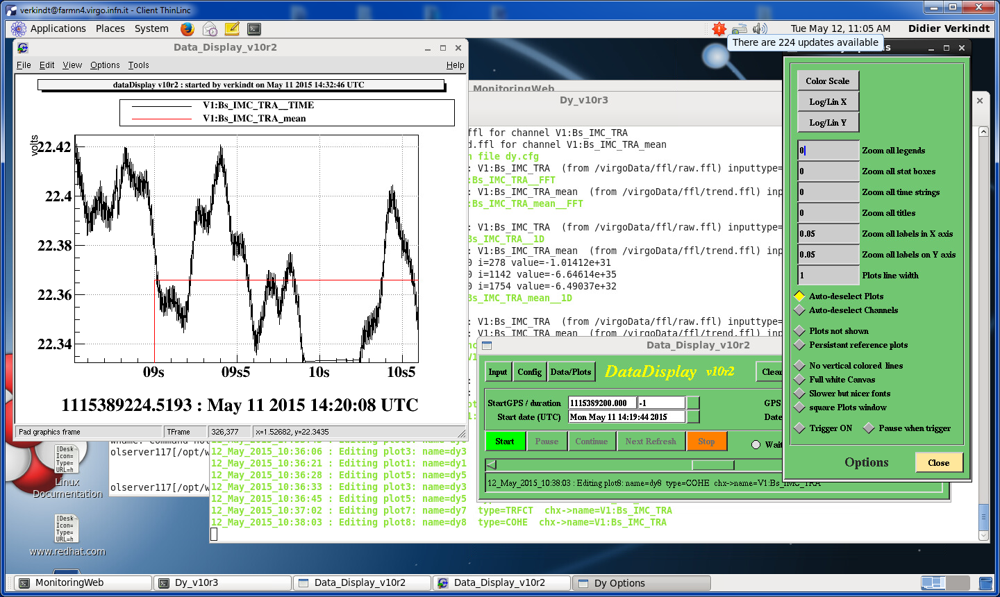 verkindt@farmn4.virgo.infn.it - Client ThinLinc
Applications Places System
Tue May 12, 11:05 AM Didier Verkindt
There are 224 updates available
Data_Display_v10r2
File Edit View Options Tools Help
dataDisplay v10r2 : started by verkindt on May 11 2015 14:32:46 UTC
V1:Bs_IMC_TRA__TIME
V1:Bs_IMC_TRA_mean
volts
22.42
22.4
22.38
22.36
22.34
09s 09s5 10s 10s5
1115389224.5193 : May 11 2015 14:20:08 UTC
Pad graphics frame TFrame 326,377 x=1.52682, y=22.3435
MonitoringWeb
Dy_v10r3
ffl for channel V1:Bs_IMC_TRA
d.ffl for channel V1:Bs_IMC_TRA_mean
n file dy.cfg
: V1:Bs_IMC_TRA (from /virgoData/ffl/raw.ffl) inputtype=
:Bs_IMC_TRA__FFT
: V1:Bs_IMC_TRA_mean (from /virgoData/ffl/trend.ffl) inp
:Bs_IMC_TRA_mean__FFT
: V1:Bs_IMC_TRA (from /virgoData/ffl/raw.ffl) inputtype=
Bs_IMC_TRA__1D
: V1:Bs_IMC_TRA_mean (from /virgoData/ffl/trend.ffl) inp
0 i=278 value=-1.01412e+31
0 i=1142 value=-6.64614e+35
0 i=1754 value=-6.49037e+32
Bs_IMC_TRA_mean__1D
: V1:Bs_IMC_TRA (from /virgoData/ffl/raw.ffl) inputtype=
: V1:Bs_IMC_TRA_mean (from /virgoData/ffl/trend.ffl) inp
Data_Display_v10r2
Input Config Data/Plots DataDisplay v10r2 Clear
StartGPS / duration 1115389200.000 -1 GPS
Start date (UTC) Mon May 11 14:19:44 2015 Date
Start Pause Continue Next Refresh Stop Wait
12_May_2015_10:38:03 : Editing plot8: name=dy8 type=COHE chx->name=V1:Bs_IMC_TRA
Color Scale
Log/Lin X
Log/Lin Y
0 Zoom all legends
0 Zoom all stat boxes
0 Zoom all time strings
0 Zoom all titles
0.05 Zoom all labels in X axis
0.05 Zoom all labels on Y axis
1 Plots line width
Auto-deselect Plots
Auto-deselect Channels
Plots not shown
Persistant reference plots
No vertical colored lines
Full white Canvas
Slower but nicer fonts
square Plots window
Trigger ON Pause when trigger
Options Close
olserver117[/opt/w
olserver117[/opt/w
12_May_2015_10:36:06 : Editing plot3: name=dy3
12_May_2015_10:36:21 : Editing plot1: name=dy1
12_May_2015_10:36:28 : Editing plot5: name=dy5
12_May_2015_10:36:33 : Editing plot3: name=dy3
12_May_2015_10:36:45 : Editing plot5: name=dy5
12_May_2015_10:37:02 : Editing plot7: name=dy7 type=TRFCT chx->name=V1:Bs_IMC_TRA
12_May_2015_10:38:03 : Editing plot8: name=dy8 type=COHE chx->name=V1:Bs_IMC_TRA
[Desk
Icon=
Type=
URL=h
Linux
Documentation
[Desk
Icon=
Type=
URL=h
www.redhat.com
MonitoringWeb Dy_v10r3 Data_Display_v10r2 Data_Display_v10r2 Dy Options